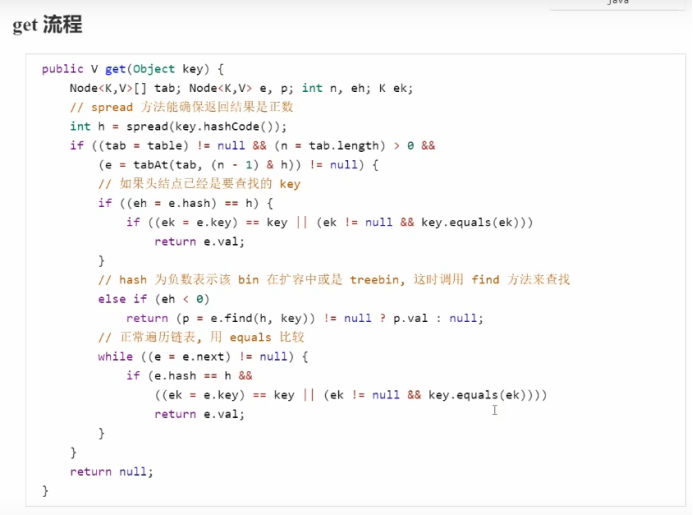 java
get 流程
public V get(Object key) {
    Node<K,V>[] tab; Node<K,V> e, p; int n, eh; K ek;
    // spread 方法能确保返回结果是正数
    int h = spread(key.hashCode());
    if ((tab = table) != null && (n = tab.length) > 0 &&
        (e = tabAt(tab, (n - 1) & h)) != null) {
        // 如果头结点已经是要查找的 key
        if ((eh = e.hash) == h) {
            if ((ek = e.key) == key || (ek != null && key.equals(ek)))
                return e.val;
        }
        // hash 为负数表示该 bin 在扩容中或是 treebin, 这时调用 find 方法来查找
        else if (eh < 0)
            return (p = e.find(h, key)) != null ? p.val : null;
        // 正常遍历链表, 用 equals 比较
        while ((e = e.next) != null) {
            if (e.hash == h &&
                ((ek = e.key) == key || (ek != null && key.equals(ek))))
                return e.val;
        }
    }
    return null;
}